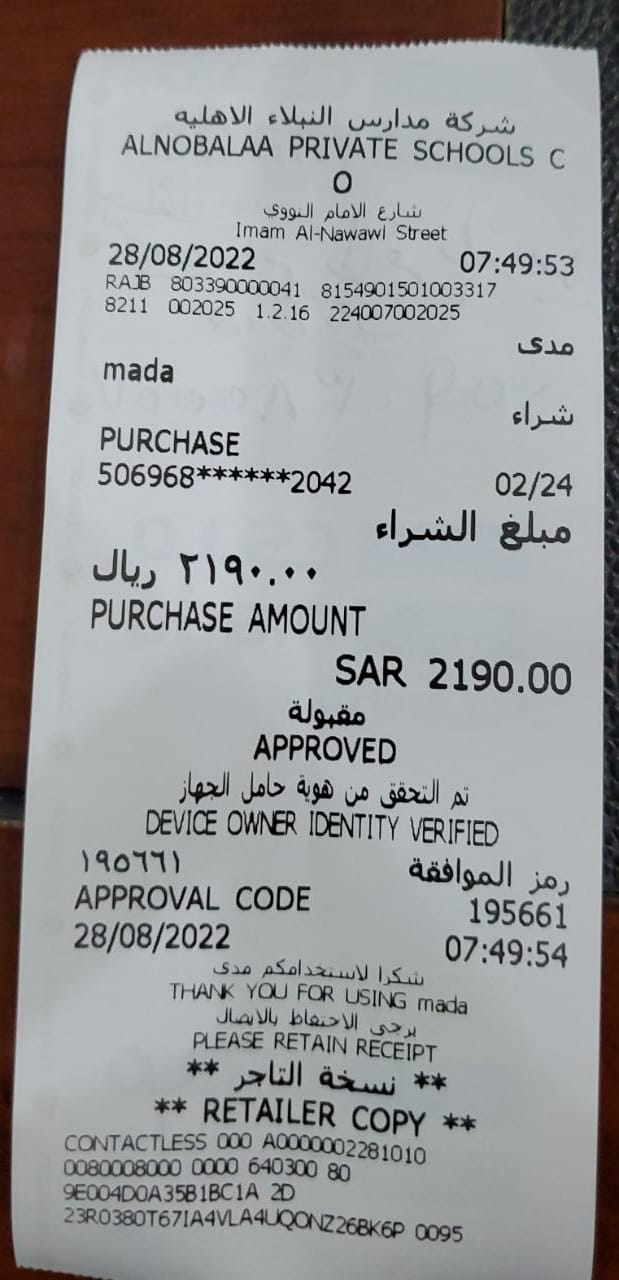 شركة مدارس النبلاء الاهليه
ALNOBALAA PRIVATE SCHOOLS C
O
شارع الامام النووي
Imam Al-Nawawl Street
28/08/2022 07:49:53
RAJB 803390000041 8154901501003317
8211 002025 1.2.16 224007002025
مدى
mada
شراء
PURCHASE
506968******2042 02/24
مبلغ الشراء
٢١٩٠.٠٠ ريال
PURCHASE AMOUNT
SAR 2190.00
مقبولة
APPROVED
تم التحقق من هوية حامل الجهاز
DEVICE OWNER IDENTITY VERIFIED
رمز الموافقة ١٩٥٦٦١
APPROVAL CODE 195661
28/08/2022 07:49:54
شكرا لاستخدامكم مدى
THANK YOU FOR USING mada
يرجى الاحتفاظ بالايصال
PLEASE RETAIN RECEIPT
** نسخة التاجر **
** RETAILER COPY **
CONTACTLESS 000 A0000002281010
0080008000 0000 640300 80
9E004D0A35B1BC1A 2D
23R0380T67IA4VLA4UQONZ26BK6P 0095